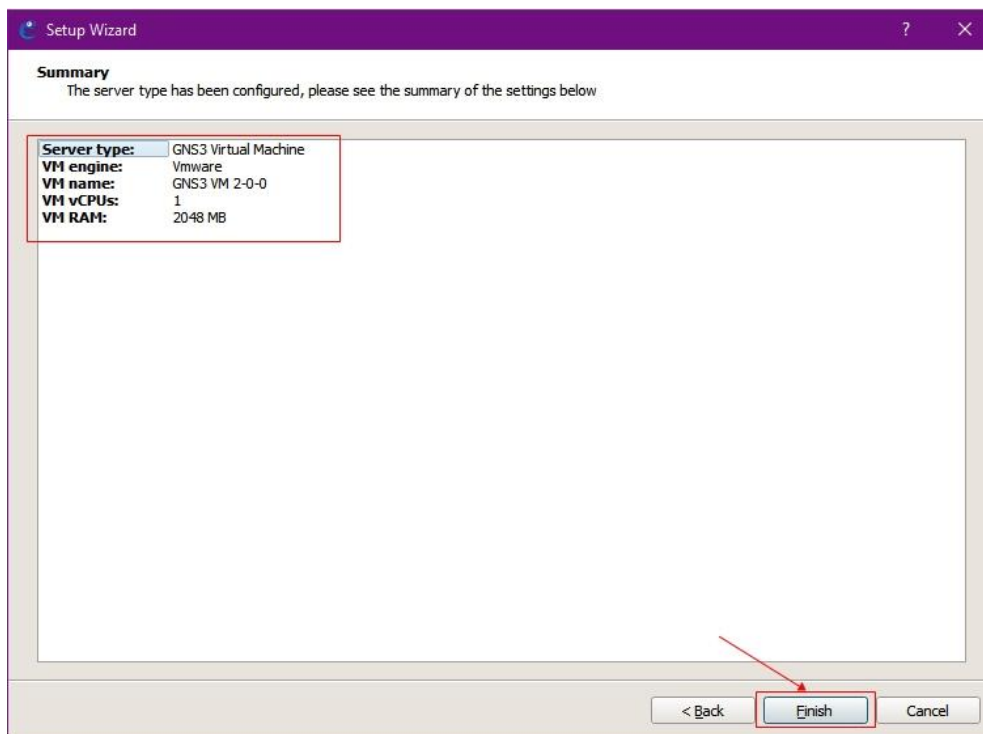 Setup Wizard
?
Summary
The server type has been configured, please see the summary of the settings below
Server type: GNS3 Virtual Machine
VM engine: Vmware
VM name: GNS3 VM 2-0-0
VM vCPUs: 1
VM RAM: 2048 MB
< Back Finish Cancel